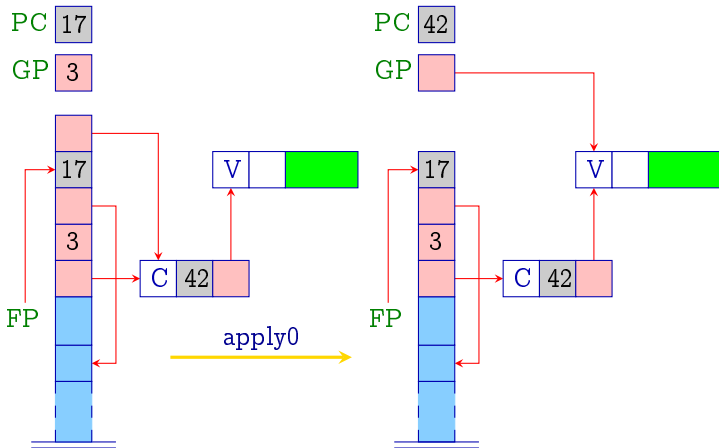 PC 17 PC 42
GP 3 GP
17 V 17 V
3 3
C 42 C 42
FP FP
apply0